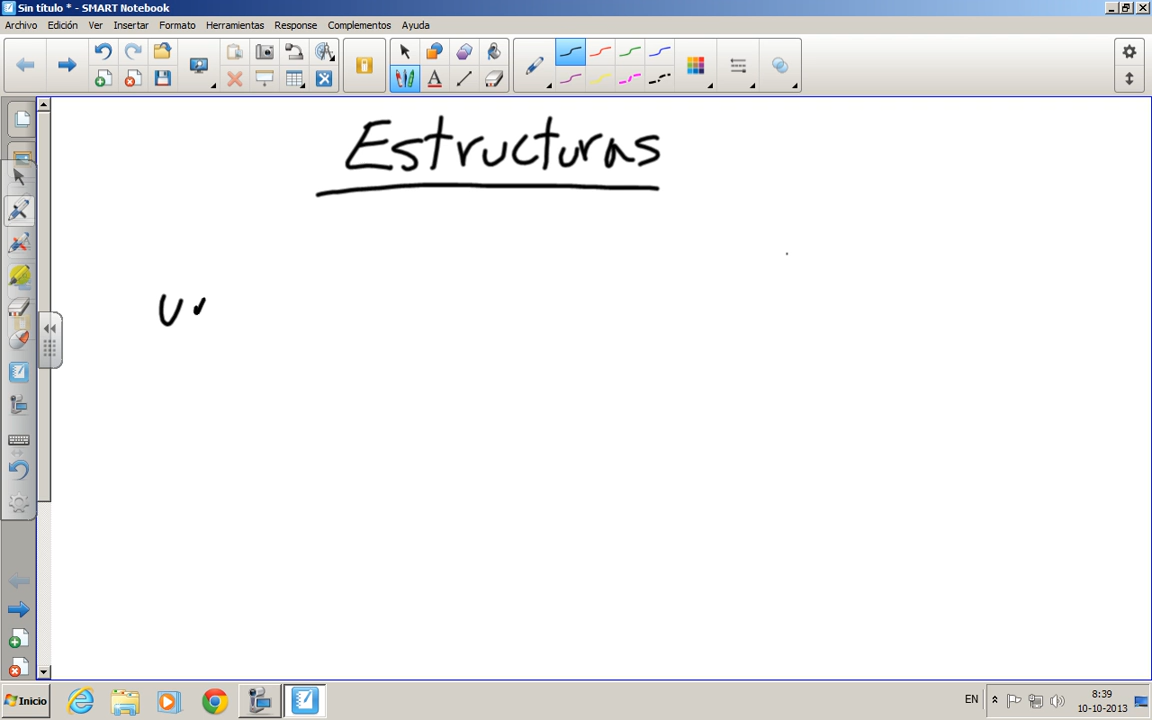 Sin título * - SMART Notebook
Archivo Edición Ver Insertar Formato Herramientas Response Complementos Ayuda
Estructuras
Inicio
EN
8:39
10-10-2013